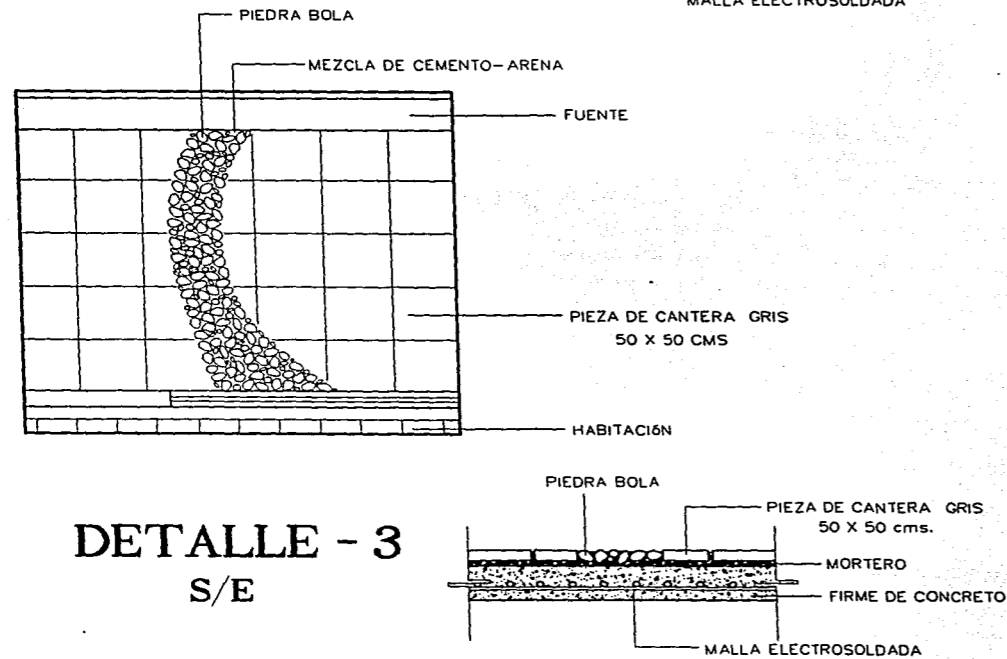 MALLA ELECTROSOLDADA
PIEDRA BOLA
MEZCLA DE CEMENTO-ARENA
FUENTE
PIEZA DE CANTERA GRIS
50 X 50 CMS
HABITACIÓN
DETALLE - 3
S/E
PIEDRA BOLA
PIEZA DE CANTERA GRIS
50 X 50 cms.
MORTERO
FIRME DE CONCRETO
MALLA ELECTROSOLDADA